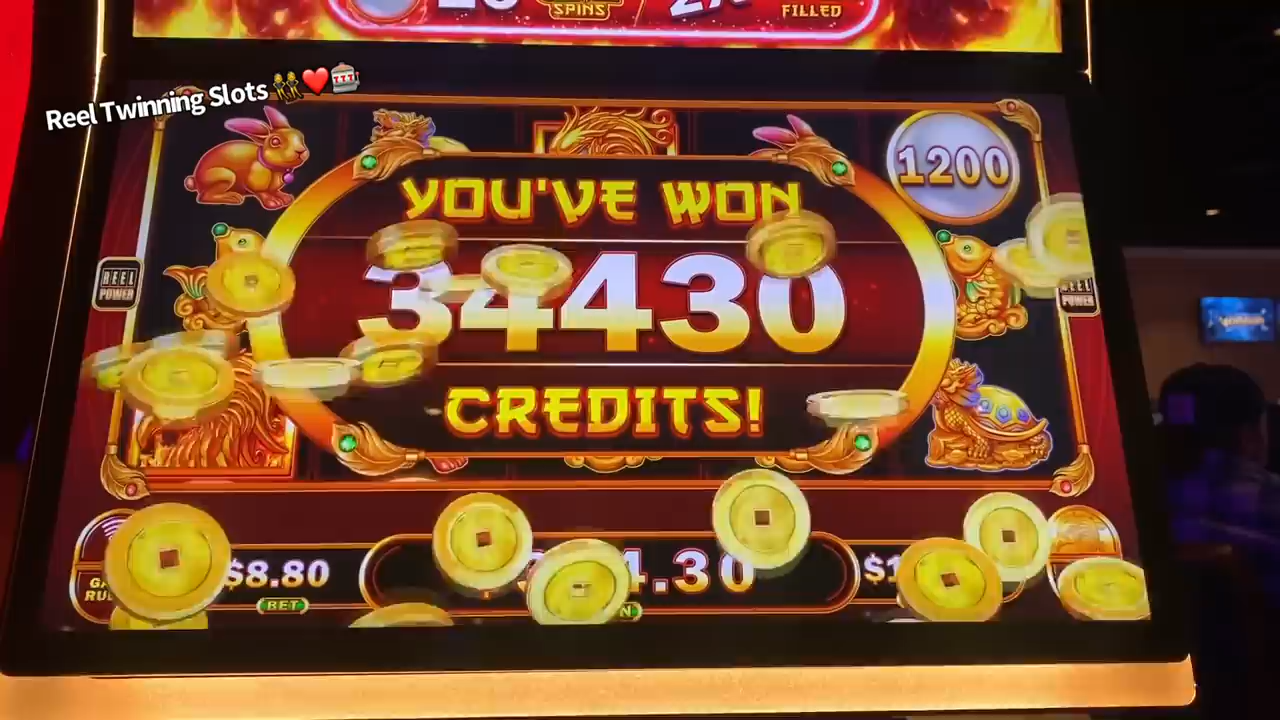 SPINS
FILLED
Reel Twinning Slots 👯❤️🎰
1200
YOU'VE WON
34430
CREDITS!
REEL
POWER
REEL
POWER
$8.80
BET